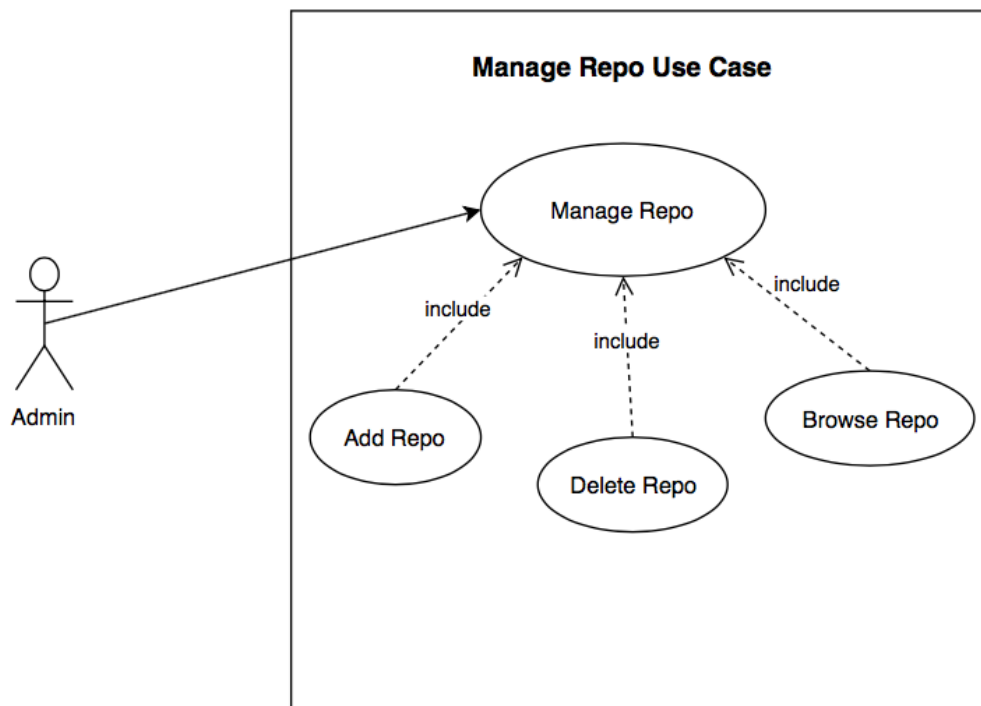 Manage Repo Use Case
Manage Repo
include
include
include
Admin
Add Repo
Browse Repo
Delete Repo